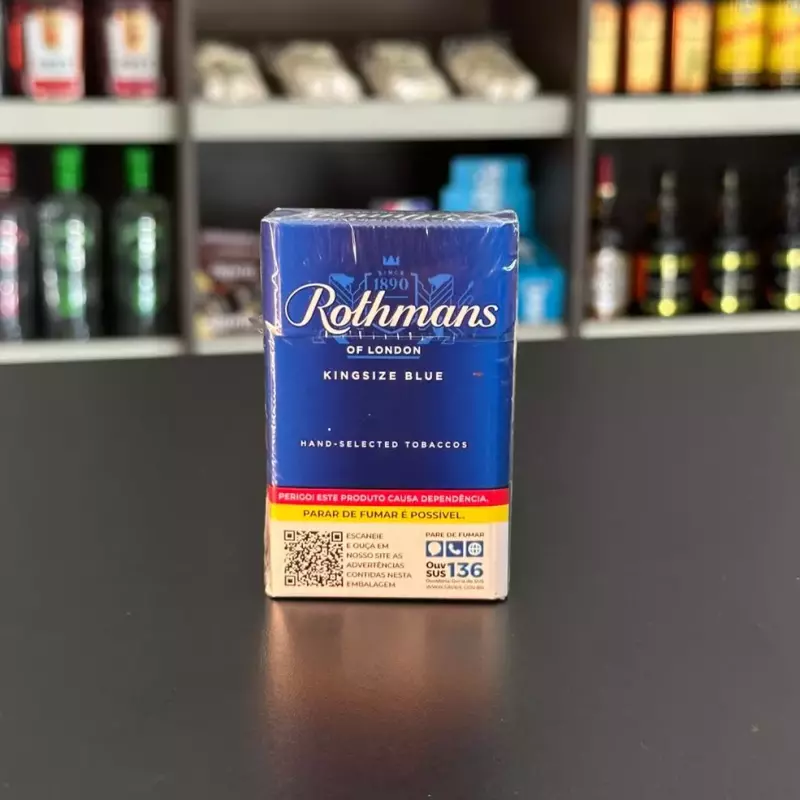 SINCE
1890
Rothmans
OF LONDON
KINGSIZE BLUE
HAND-SELECTED TOBACCOS
PERIGO! ESTE PRODUTO CAUSA DEPENDÊNCIA.
PARAR DE FUMAR É POSSÍVEL.
ESCANEIE
E OUÇA EM
NOSSO SITE AS
ADVERTÊNCIAS
CONTIDAS NESTA
EMBALAGEM
PARE DE FUMAR
Ouv
SUS 136